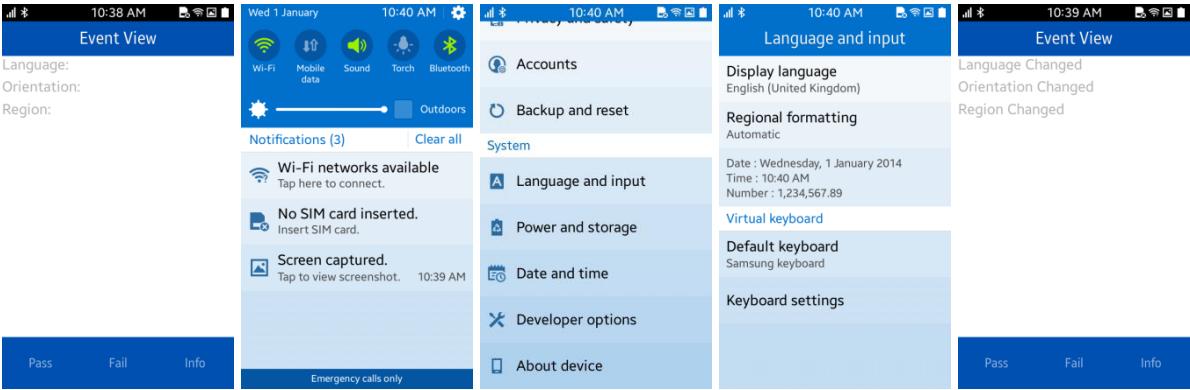 10:38 AM
Event View
Language:
Orientation:
Region:
Pass Fail Info
Wed 1 January 10:40 AM
Wi-Fi Mobile data Sound Torch Bluetooth
Outdoors
Notifications (3) Clear all
Wi-Fi networks available
Tap here to connect.
No SIM card inserted.
Insert SIM card.
Screen captured.
Tap to view screenshot. 10:39 AM
Emergency calls only
10:40 AM
Privacy and safety
Accounts
Backup and reset
System
Language and input
Power and storage
Date and time
Developer options
About device
10:40 AM
Language and input
Display language
English (United Kingdom)
Regional formatting
Automatic
Date : Wednesday, 1 January 2014
Time : 10:40 AM
Number : 1,234,567.89
Virtual keyboard
Default keyboard
Samsung keyboard
Keyboard settings
10:39 AM
Event View
Language Changed
Orientation Changed
Region Changed
Pass Fail Info